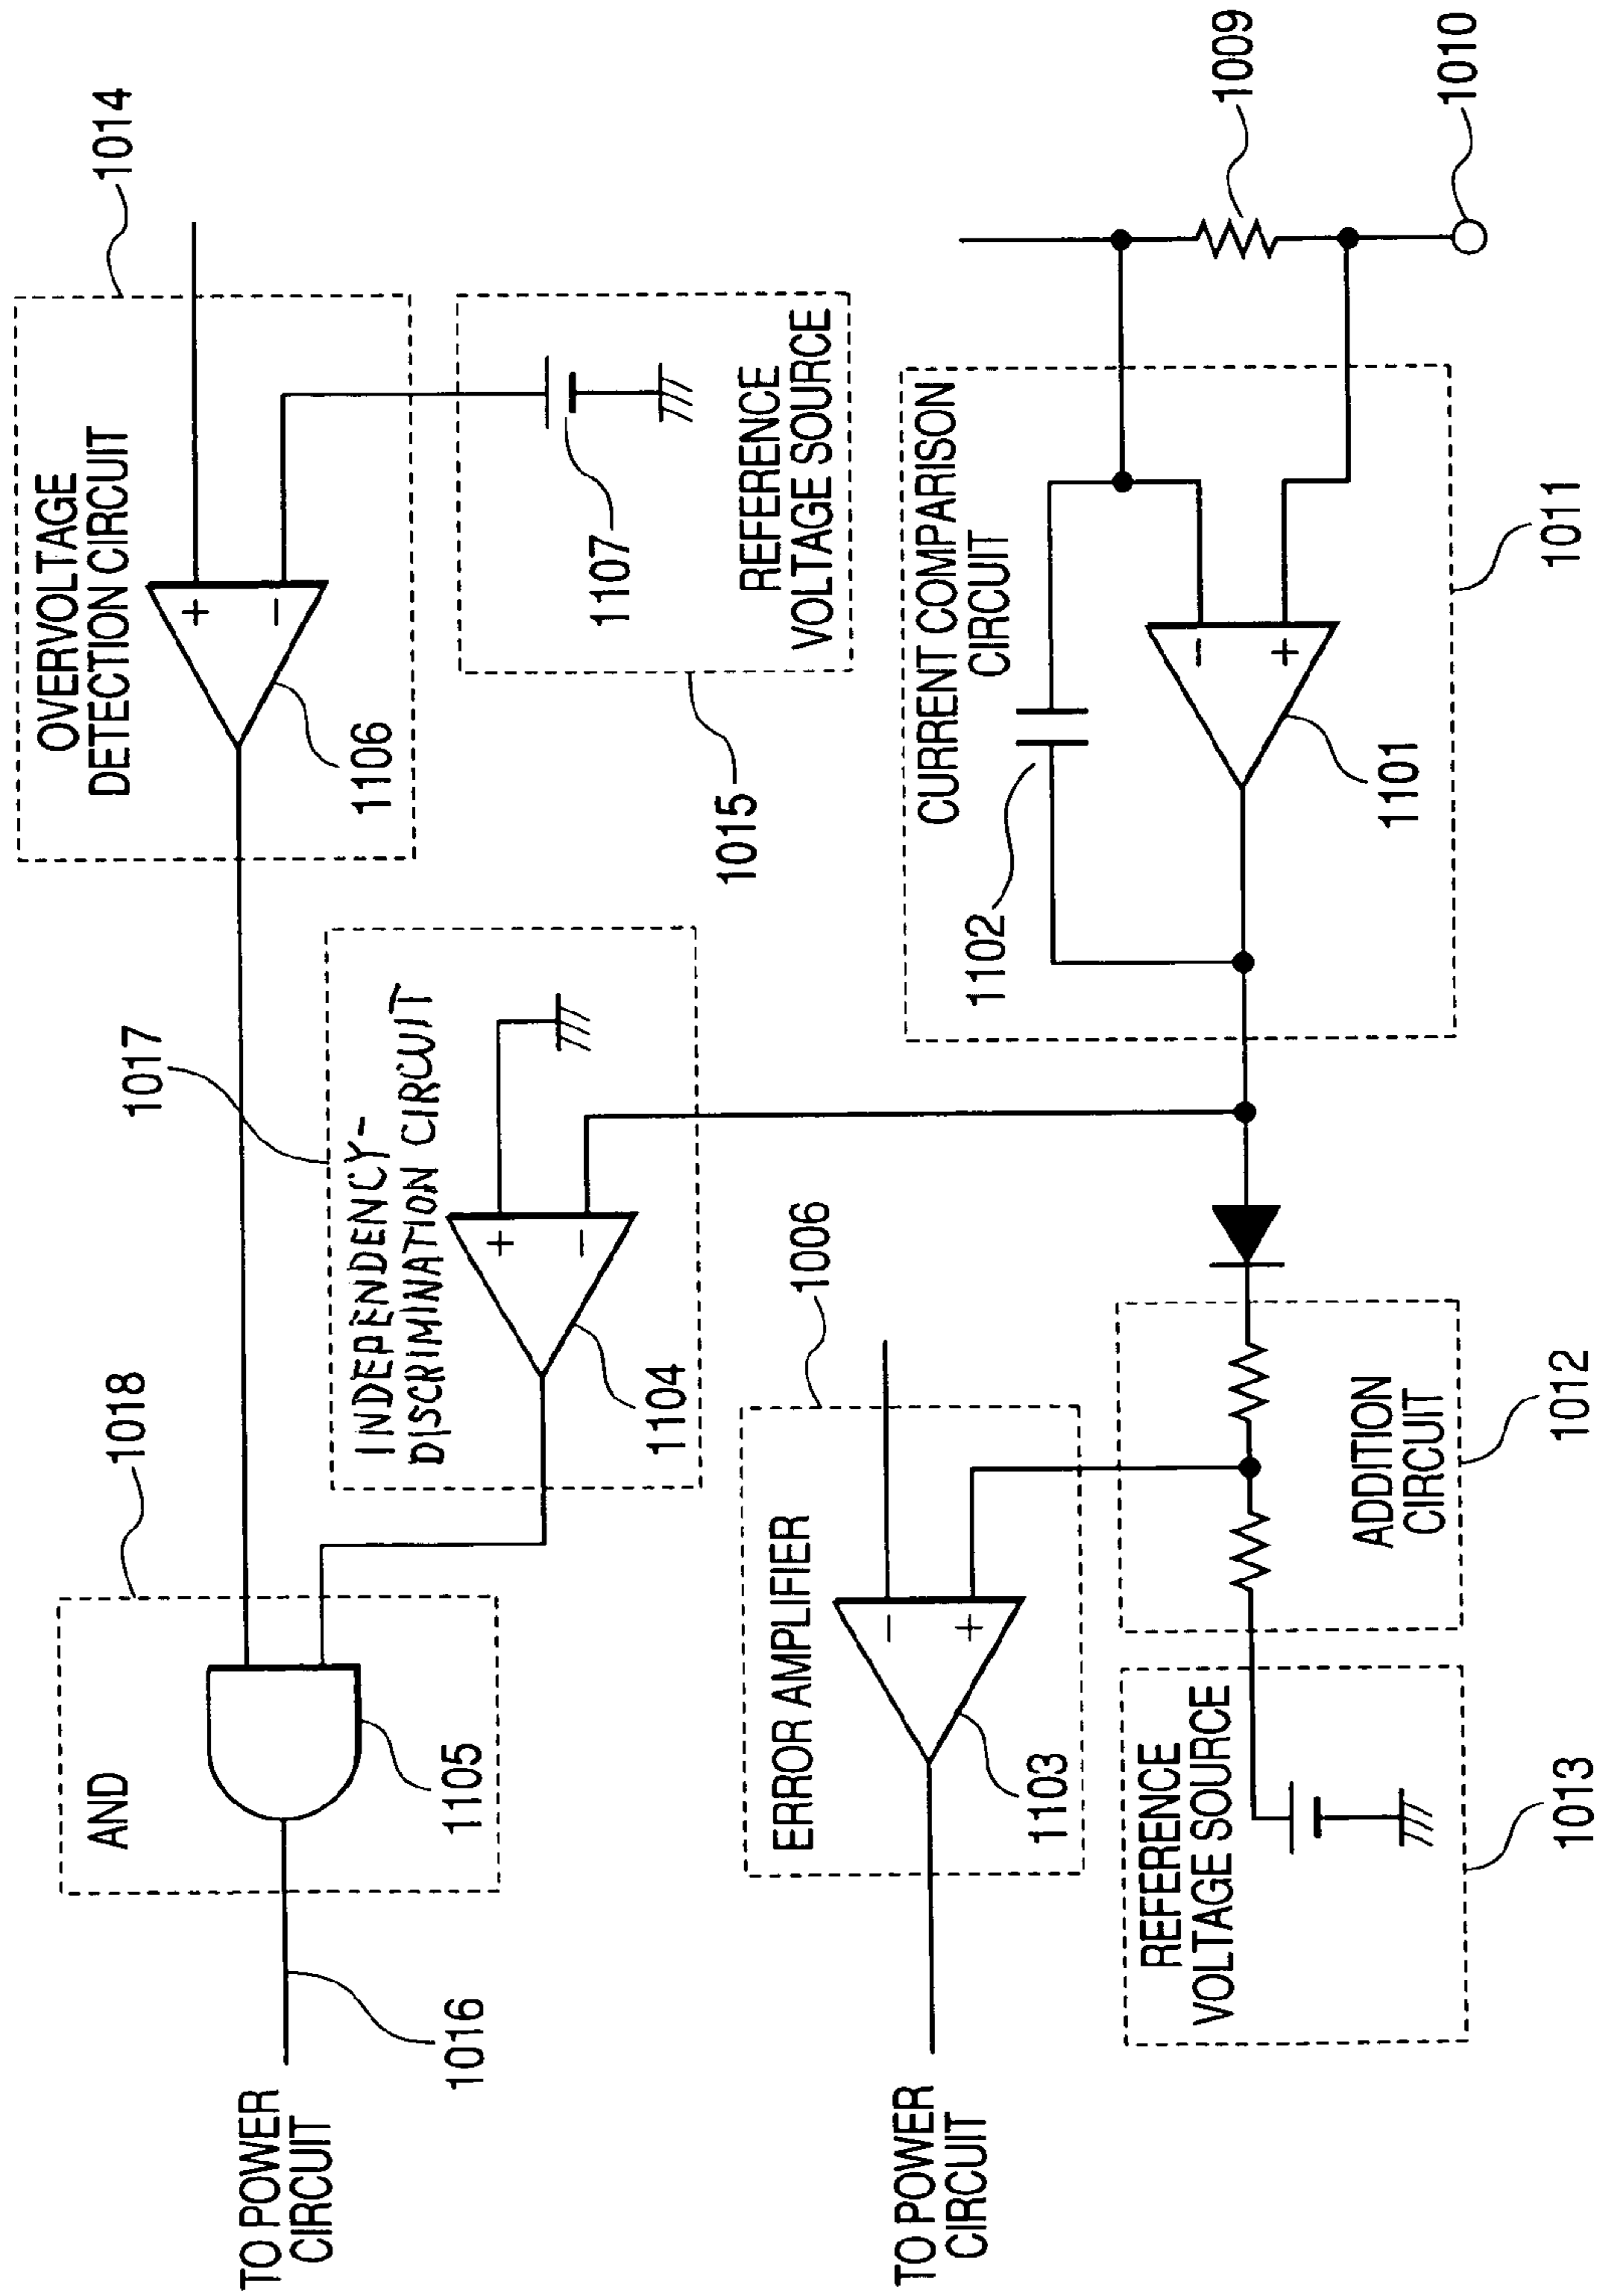 1014
OVERVOLTAGE
DETECTION CIRCUIT
+
−
1106
1107
REFERENCE
VOLTAGE SOURCE
1015
1017
INDEPENDENCY-
DISCRIMINATION CIRCUIT
+
−
1104
1018
AND
1105
1016
TO POWER
CIRCUIT
1009
1010
CURRENT COMPARISON
CIRCUIT
1102
−
+
1101
1011
1006
ERROR AMPLIFIER
−
+
1103
TO POWER
CIRCUIT
ADDITION
CIRCUIT
1012
REFERENCE
VOLTAGE SOURCE
1013